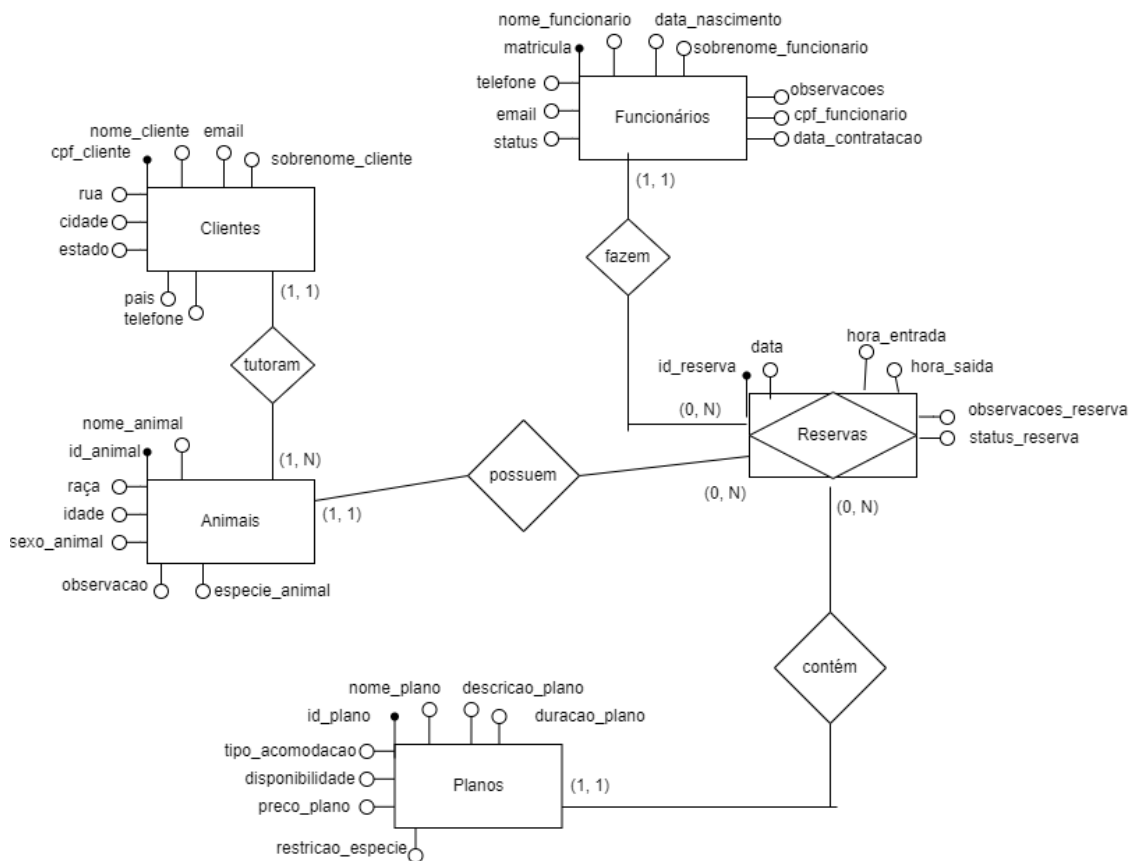 nome_funcionario
data_nascimento
matricula
sobrenome_funcionario
telefone
observacoes
email
Funcionários
cpf_funcionario
status
data_contratacao
(1, 1)
fazem
nome_cliente
email
cpf_cliente
sobrenome_cliente
rua
cidade
Clientes
estado
pais
telefone
(1, 1)
tutoram
hora_entrada
data
id_reserva
hora_saida
(0, N)
observacoes_reserva
Reservas
status_reserva
(0, N)
(0, N)
possuem
nome_animal
id_animal
(1, N)
raça
idade
Animais
(1, 1)
sexo_animal
observacao
especie_animal
contém
nome_plano
descricao_plano
id_plano
duracao_plano
tipo_acomodacao
disponibilidade
Planos
(1, 1)
preco_plano
restricao_especie